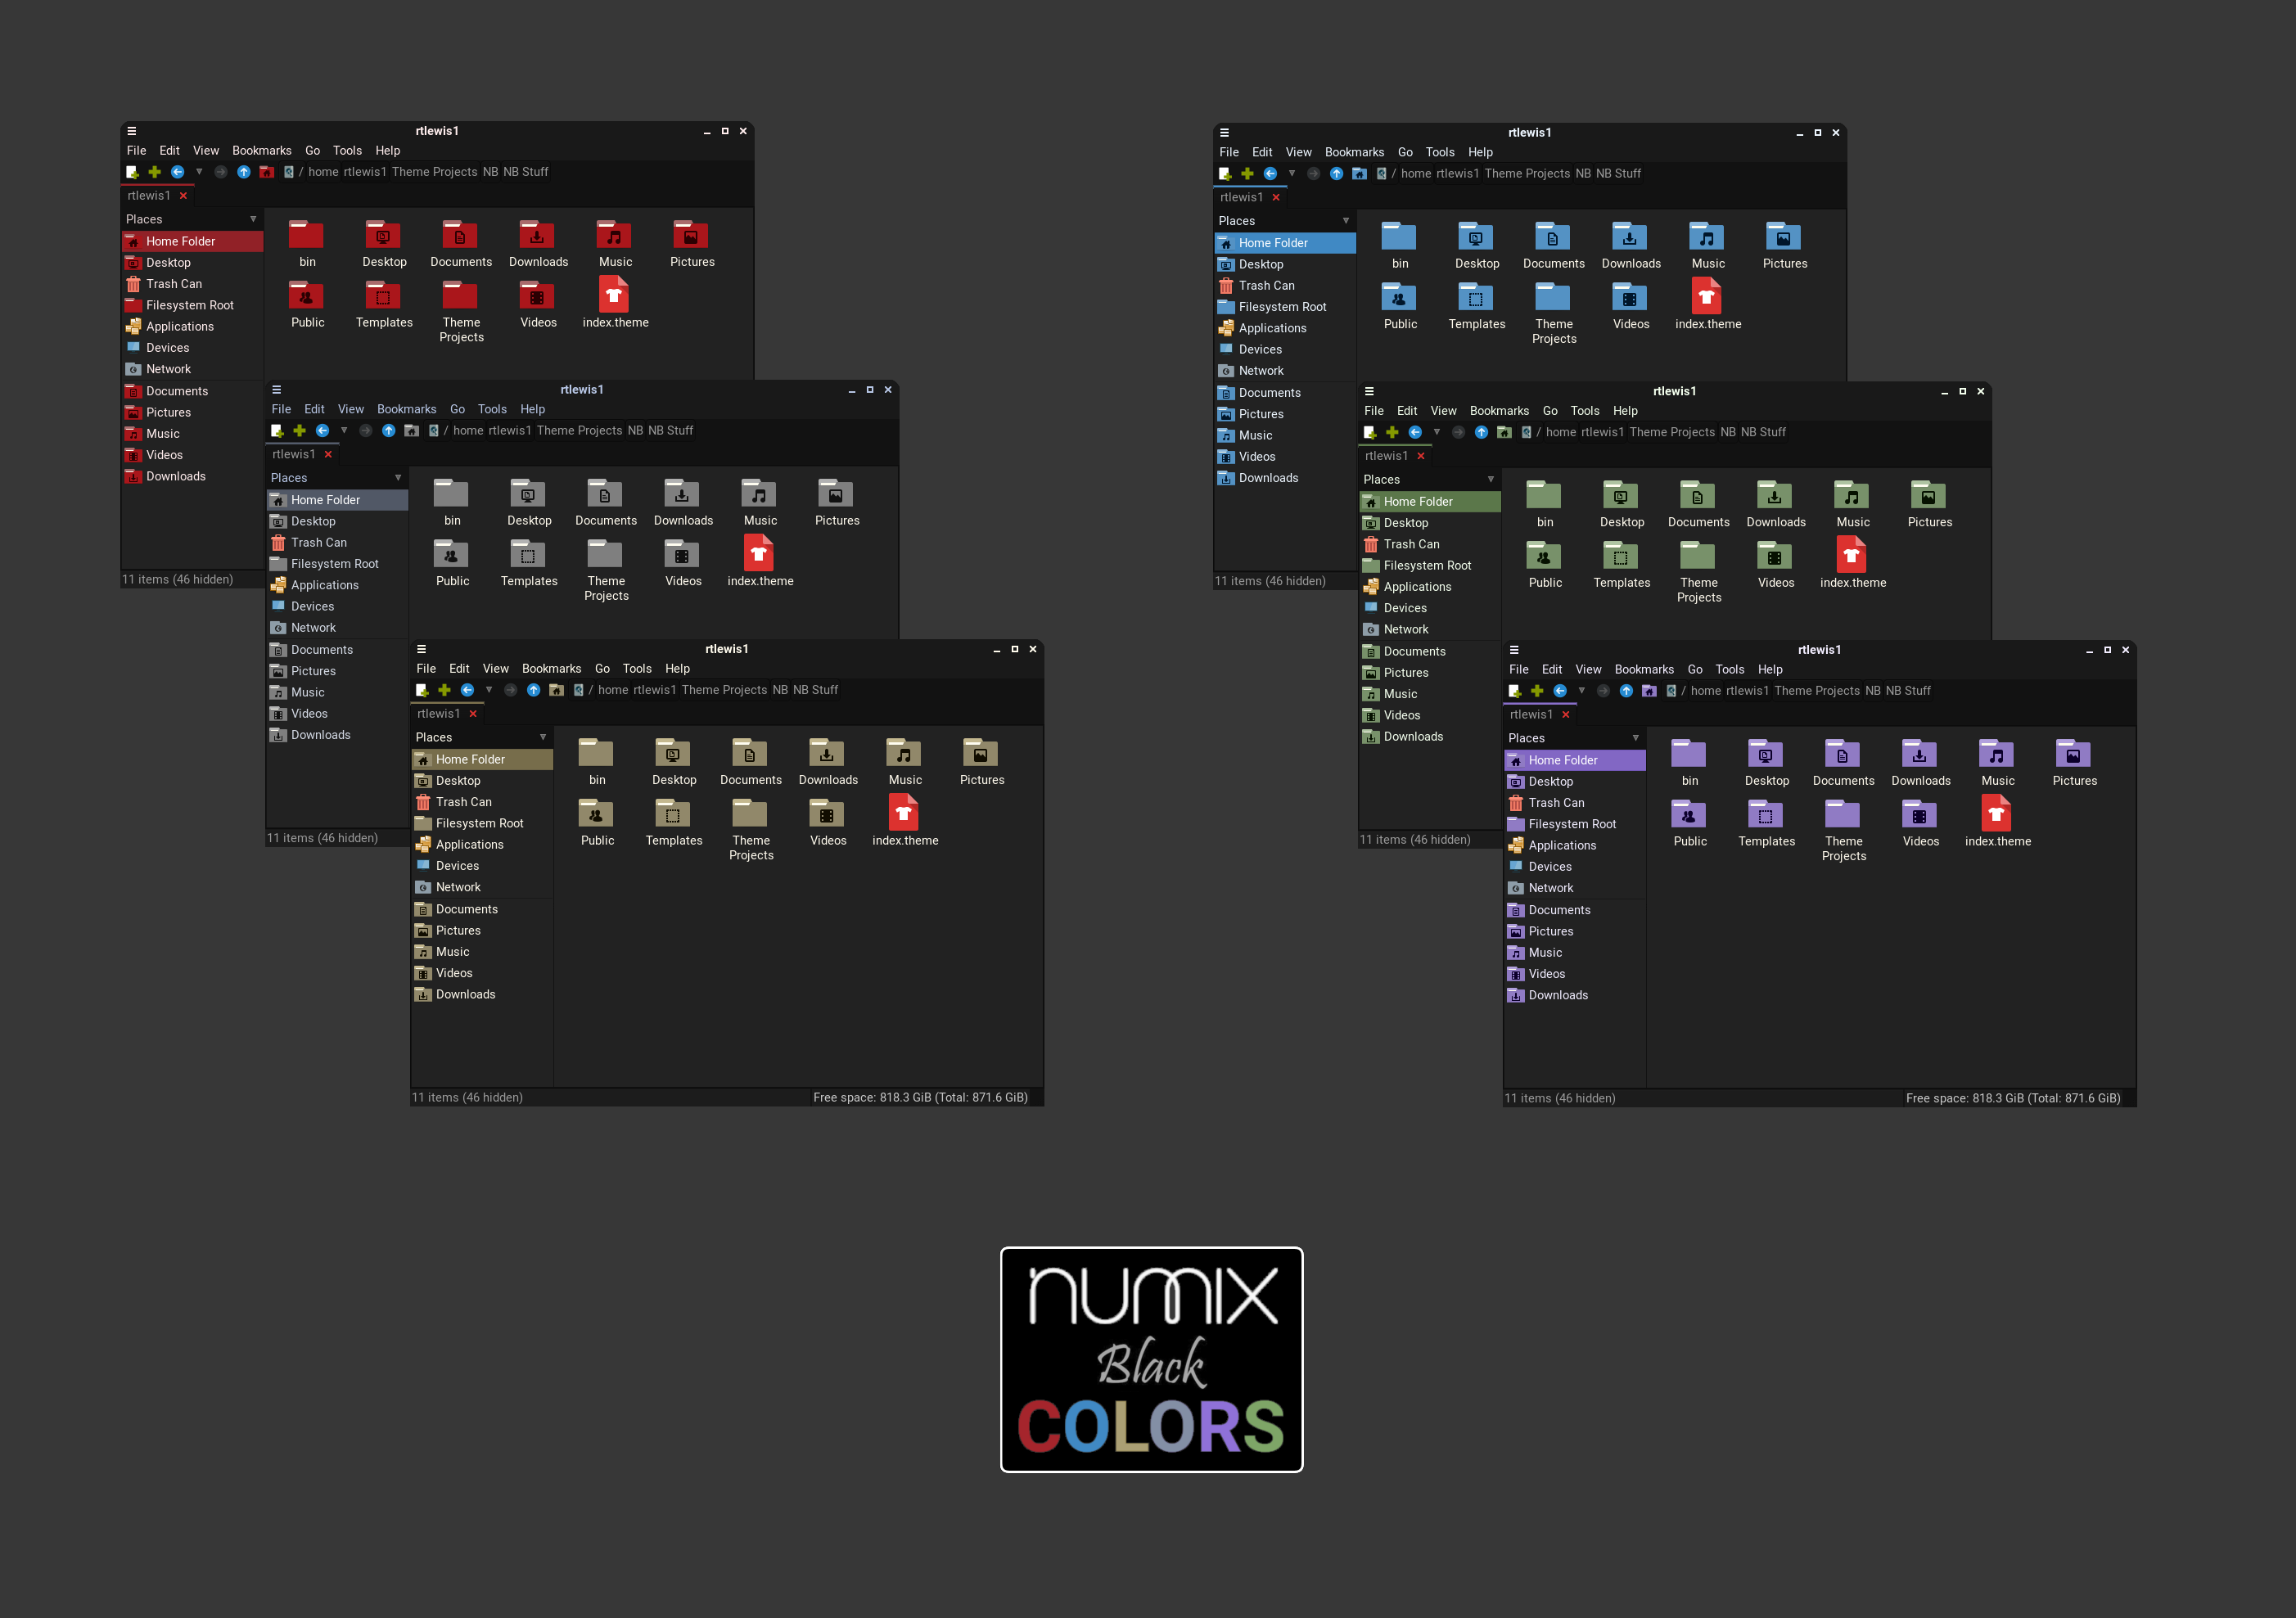 rtlewis1
File Edit View Bookmarks Go Tools Help
/ home rtlewis1 Theme Projects NB NB Stuff
rtlewis1
Places
Home Folder
Desktop
Trash Can
Filesystem Root
Applications
Devices
Network
Documents
Pictures
Music
Videos
Downloads
bin Desktop Documents Downloads Music Pictures
Public Templates Theme Projects Videos index.theme
11 items (46 hidden)
rtlewis1
File Edit View Bookmarks Go Tools Help
/ home rtlewis1 Theme Projects NB NB Stuff
rtlewis1
Places
Home Folder
Desktop
Trash Can
Filesystem Root
Applications
Devices
Network
Documents
Pictures
Music
Videos
Downloads
bin Desktop Documents Downloads Music Pictures
Public Templates Theme Projects Videos index.theme
11 items (46 hidden)
rtlewis1
File Edit View Bookmarks Go Tools Help
/ home rtlewis1 Theme Projects NB NB Stuff
rtlewis1
Places
Home Folder
Desktop
Trash Can
Filesystem Root
Applications
Devices
Network
Documents
Pictures
Music
Videos
Downloads
bin Desktop Documents Downloads Music Pictures
Public Templates Theme Projects Videos index.theme
11 items (46 hidden) Free space: 818.3 GiB (Total: 871.6 GiB)
rtlewis1
File Edit View Bookmarks Go Tools Help
/ home rtlewis1 Theme Projects NB NB Stuff
rtlewis1
Places
Home Folder
Desktop
Trash Can
Filesystem Root
Applications
Devices
Network
Documents
Pictures
Music
Videos
Downloads
bin Desktop Documents Downloads Music Pictures
Public Templates Theme Projects Videos index.theme
11 items (46 hidden)
rtlewis1
File Edit View Bookmarks Go Tools Help
/ home rtlewis1 Theme Projects NB NB Stuff
rtlewis1
Places
Home Folder
Desktop
Trash Can
Filesystem Root
Applications
Devices
Network
Documents
Pictures
Music
Videos
Downloads
bin Desktop Documents Downloads Music Pictures
Public Templates Theme Projects Videos index.theme
11 items (46 hidden)
rtlewis1
File Edit View Bookmarks Go Tools Help
/ home rtlewis1 Theme Projects NB NB Stuff
rtlewis1
Places
Home Folder
Desktop
Trash Can
Filesystem Root
Applications
Devices
Network
Documents
Pictures
Music
Videos
Downloads
bin Desktop Documents Downloads Music Pictures
Public Templates Theme Projects Videos index.theme
11 items (46 hidden) Free space: 818.3 GiB (Total: 871.6 GiB)
numix
Black
COLORS